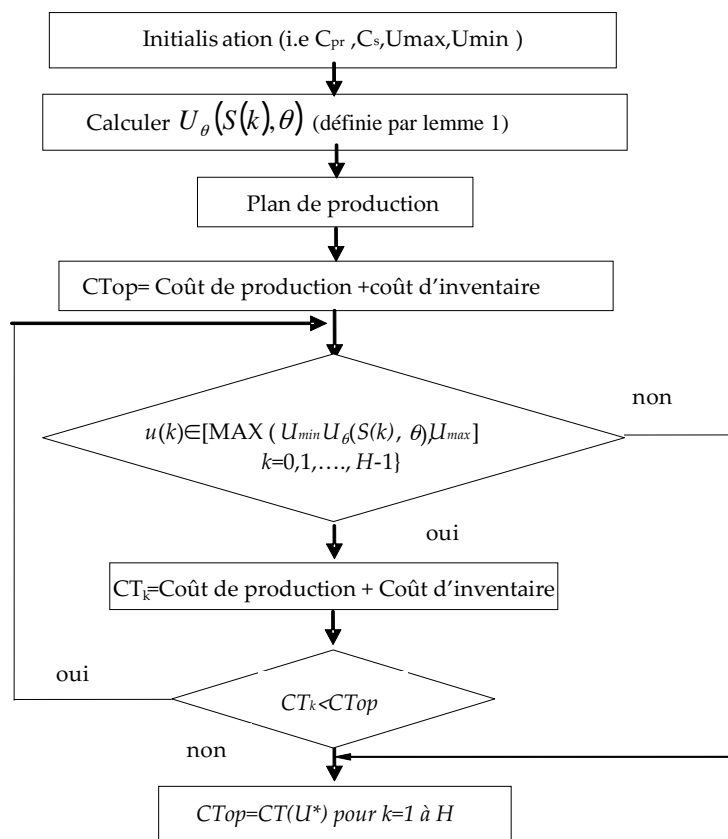 Initialis ation (i.e Cpr ,Cs,Umax,Umin )
Calculer Uθ(S(k),θ) (définie par lemme 1)
Plan de production
CTop= Coût de production +coût d'inventaire
non
u(k)∈[MAX ( Umin Uθ(S(k) , θ),Umax]
k=0,1,…., H-1}
oui
CTk=Coût de production + Coût d'inventaire
oui
CTk<CTop
non
CTop=CT(U*) pour k=1 à H